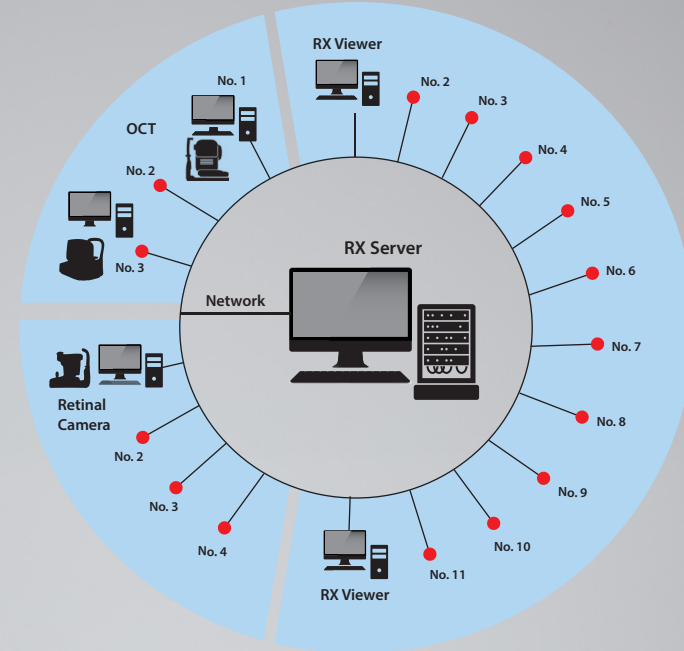 RX Viewer
No. 2
No. 3
No. 4
No. 5
No. 6
No. 7
No. 8
No. 9
No. 10
No. 11
RX Viewer
No. 1
OCT
No. 2
No. 3
RX Server
Network
Retinal
Camera
No. 2
No. 3
No. 4